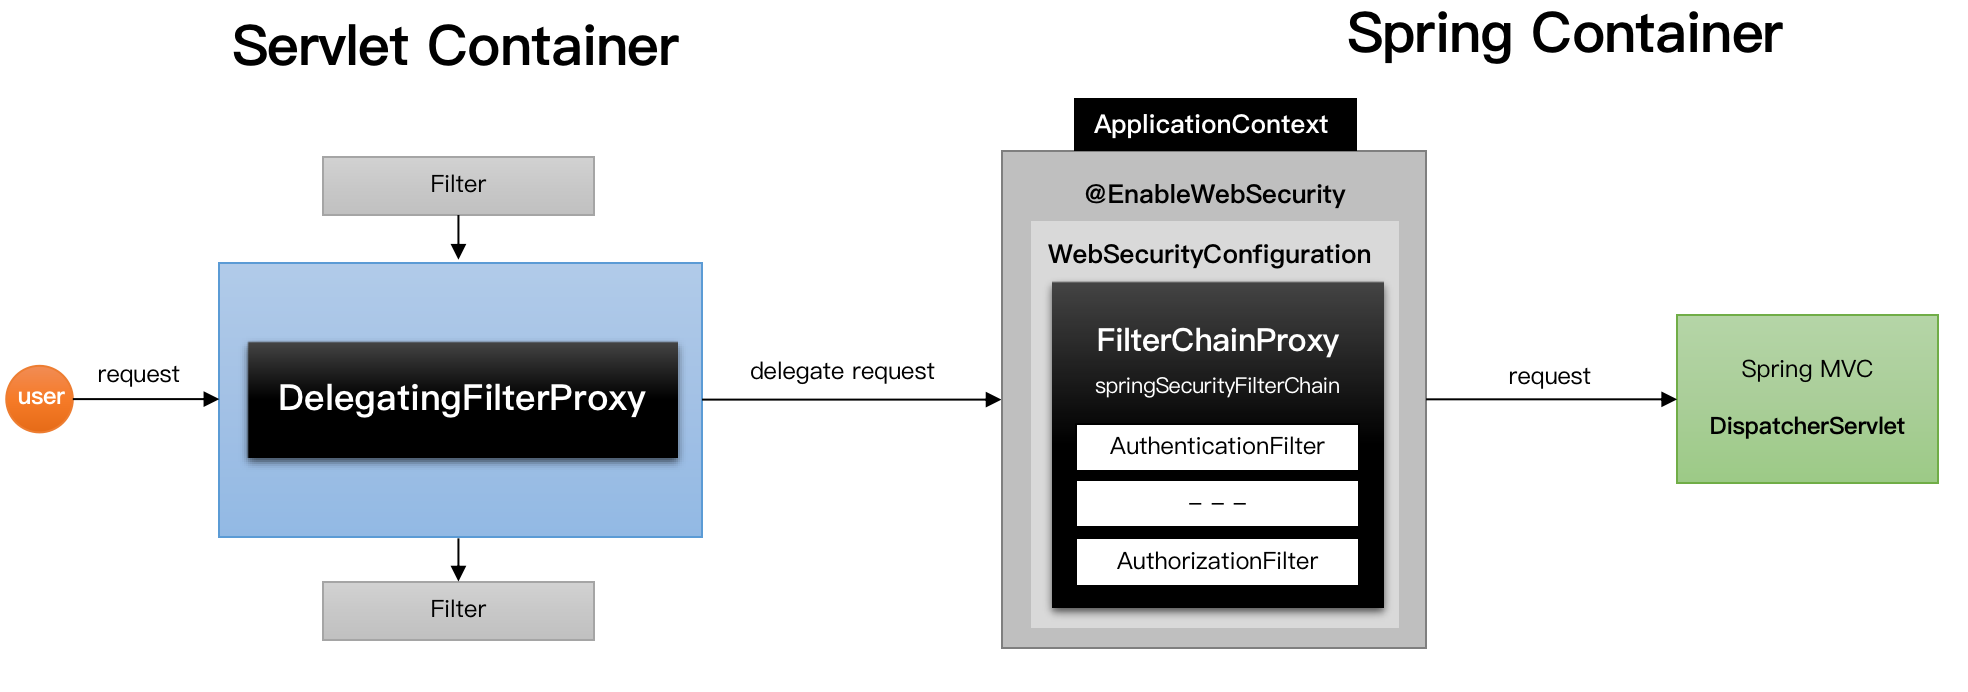 Servlet Container
Spring Container
ApplicationContext
Filter
@EnableWebSecurity
WebSecurityConfiguration
user
request
DelegatingFilterProxy
delegate request
FilterChainProxy
springSecurityFilterChain
AuthenticationFilter
- - -
AuthorizationFilter
request
Spring MVC
DispatcherServlet
Filter